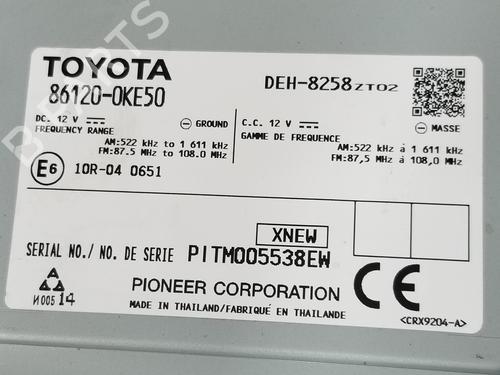 TOYOTA
86120-0KE50
DEH-8258ZT02
DC. 12 V
GROUND
FREQUENCY RANGE
AM:522 kHz to 1 611 kHz
FM:87.5 MHz to 108.0 MHz
C.C. 12 V
MASSE
GAMME DE FREQUENCE
AM:522 kHz à 1 611 kHz
FM:87,5 MHz à 108,0 MHz
E6 10R-04 0651
XNEW
SERIAL NO./ NO. DE SERIE PITM005538EW
И005 14
PIONEER CORPORATION
MADE IN THAILAND/FABRIQUÉ EN THAILANDE
CE
<CRX9204-A>
B-PARTS